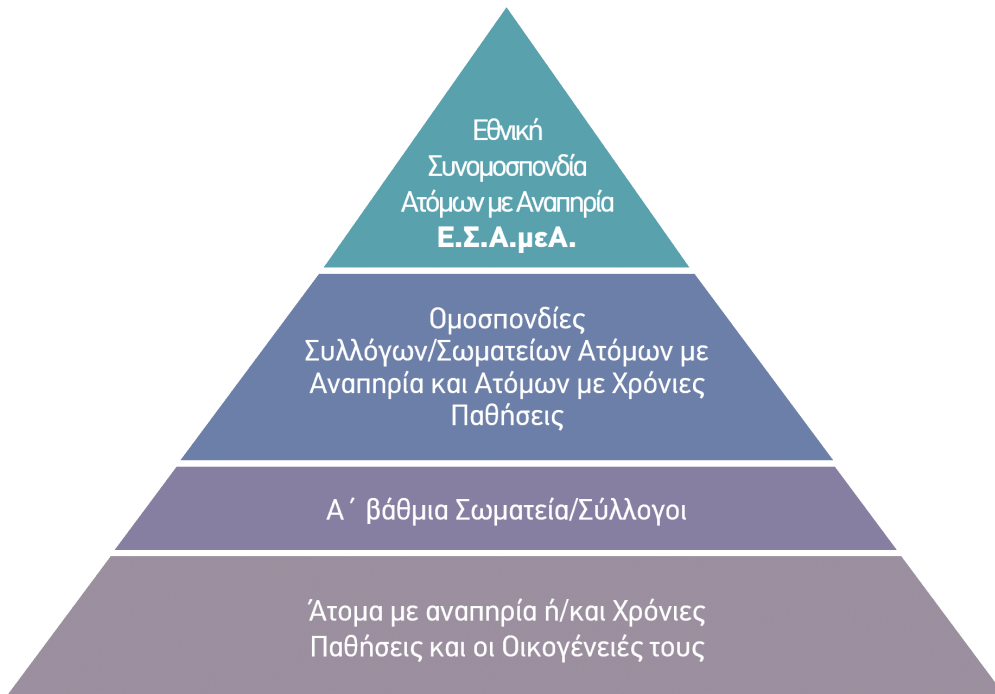 Εθνική
Συνομοσπονδία
Ατόμων με Αναπηρία
Ε.Σ.Α.μεΑ.
Ομοσπονδίες
Συλλόγων/Σωματείων Ατόμων με
Αναπηρία και Ατόμων με Χρόνιες
Παθήσεις
Α΄ βάθμια Σωματεία/Σύλλογοι
Άτομα με αναπηρία ή/και Χρόνιες
Παθήσεις και οι Οικογένειές τους